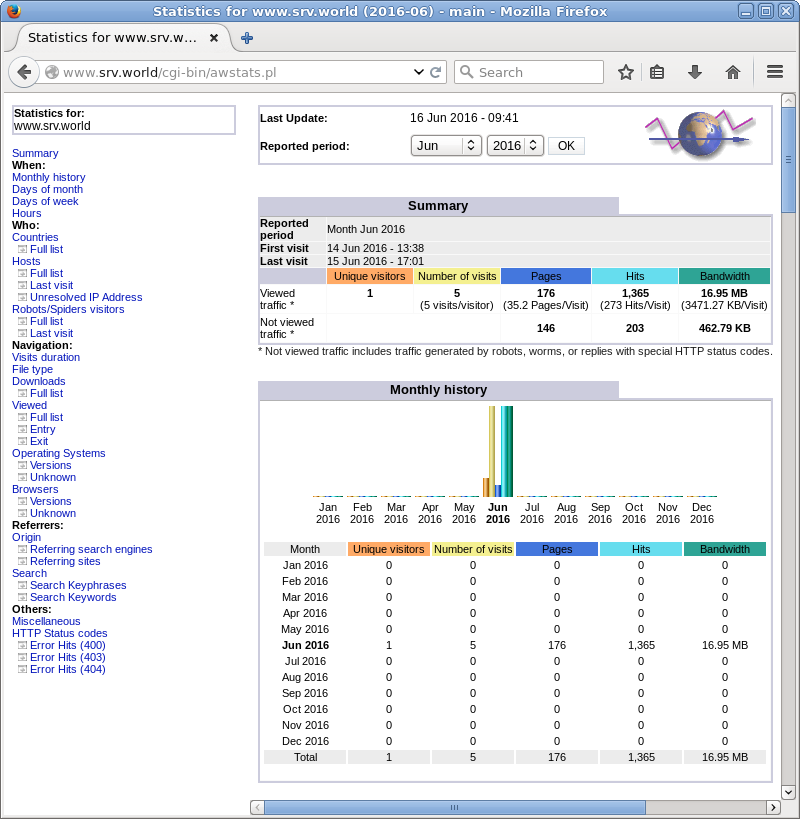 Statistics for www.srv.world (2016-06) - main - Mozilla Firefox
Statistics for www.srv.w...
www.srv.world/cgi-bin/awstats.pl
Search
Statistics for:
www.srv.world
Summary
When:
Monthly history
Days of month
Days of week
Hours
Who:
Countries
Full list
Hosts
Full list
Last visit
Unresolved IP Address
Robots/Spiders visitors
Full list
Last visit
Navigation:
Visits duration
File type
Downloads
Full list
Viewed
Full list
Entry
Exit
Operating Systems
Versions
Unknown
Browsers
Versions
Unknown
Referrers:
Origin
Referring search engines
Referring sites
Search
Search Keyphrases
Search Keywords
Others:
Miscellaneous
HTTP Status codes
Error Hits (400)
Error Hits (403)
Error Hits (404)
Last Update: 16 Jun 2016 - 09:41
Reported period: Jun 2016 OK
Summary
Reported period Month Jun 2016
First visit 14 Jun 2016 - 13:38
Last visit 15 Jun 2016 - 17:01
Unique visitors Number of visits Pages Hits Bandwidth
Viewed traffic * 1 5 176 1,365 16.95 MB
(5 visits/visitor) (35.2 Pages/Visit) (273 Hits/Visit) (3471.27 KB/Visit)
Not viewed traffic * 146 203 462.79 KB
* Not viewed traffic includes traffic generated by robots, worms, or replies with special HTTP status codes.
Monthly history
Jan Feb Mar Apr May Jun Jul Aug Sep Oct Nov Dec
2016 2016 2016 2016 2016 2016 2016 2016 2016 2016 2016 2016
Month Unique visitors Number of visits Pages Hits Bandwidth
Jan 2016 0 0 0 0 0
Feb 2016 0 0 0 0 0
Mar 2016 0 0 0 0 0
Apr 2016 0 0 0 0 0
May 2016 0 0 0 0 0
Jun 2016 1 5 176 1,365 16.95 MB
Jul 2016 0 0 0 0 0
Aug 2016 0 0 0 0 0
Sep 2016 0 0 0 0 0
Oct 2016 0 0 0 0 0
Nov 2016 0 0 0 0 0
Dec 2016 0 0 0 0 0
Total 1 5 176 1,365 16.95 MB